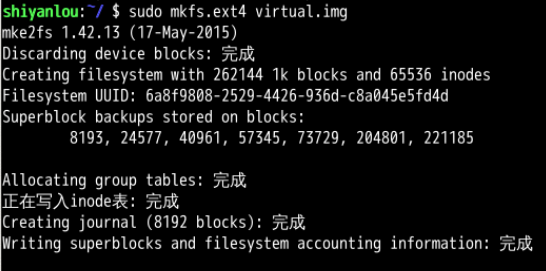 shiyanlou:~/ $ sudo mkfs.ext4 virtual.img
mke2fs 1.42.13 (17-May-2015)
Discarding device blocks: 完成
Creating filesystem with 262144 1k blocks and 65536 inodes
Filesystem UUID: 6a8f9808-2529-4426-936d-c8a045e5fd4d
Superblock backups stored on blocks:
8193, 24577, 40961, 57345, 73729, 204801, 221185
Allocating group tables: 完成
正在写入inode表: 完成
Creating journal (8192 blocks): 完成
Writing superblocks and filesystem accounting information: 完成